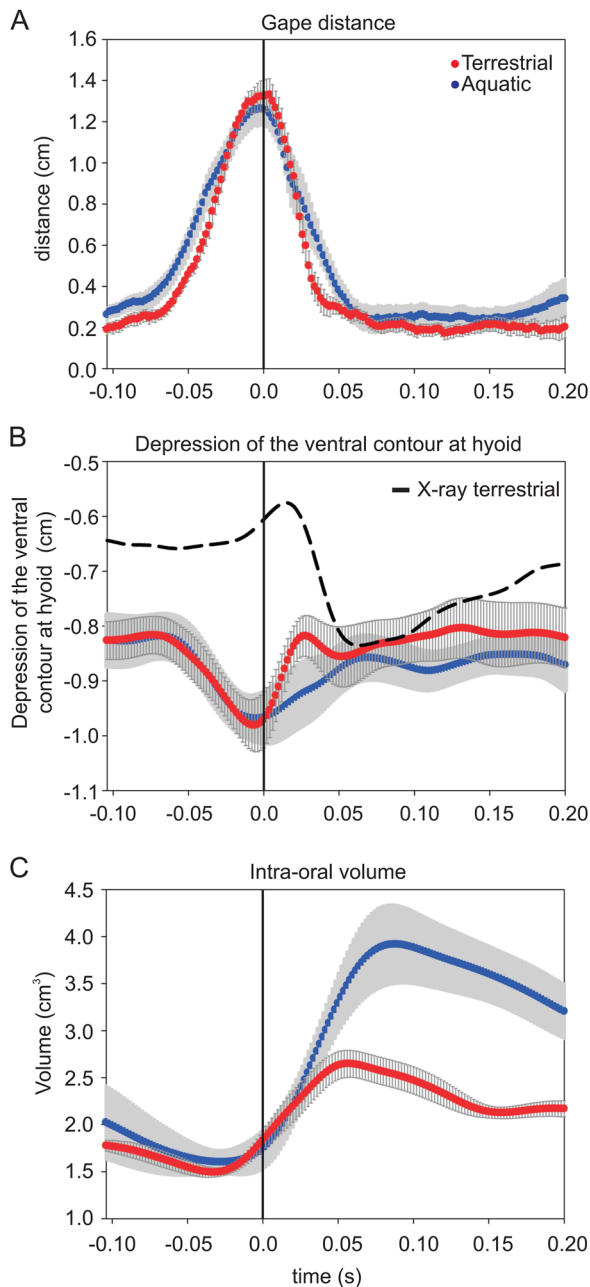 A
Gape distance
Terrestrial
Aquatic
distance (cm)
1.6
1.4
1.2
1.0
0.8
0.6
0.4
0.2
0.0
-0.10 -0.05 0.0 0.05 0.10 0.15 0.20
B
Depression of the ventral contour at hyoid
X-ray terrestrial
Depression of the ventral
contour at hyoid (cm)
-0.5
-0.6
-0.7
-0.8
-0.9
-1.0
-1.1
-0.10 -0.05 0.0 0.05 0.10 0.15 0.20
C
Intra-oral volume
Volume (cm³)
4.5
4.0
3.5
3.0
2.5
2.0
1.5
1.0
-0.10 -0.05 0.0 0.05 0.10 0.15 0.20
time (s)